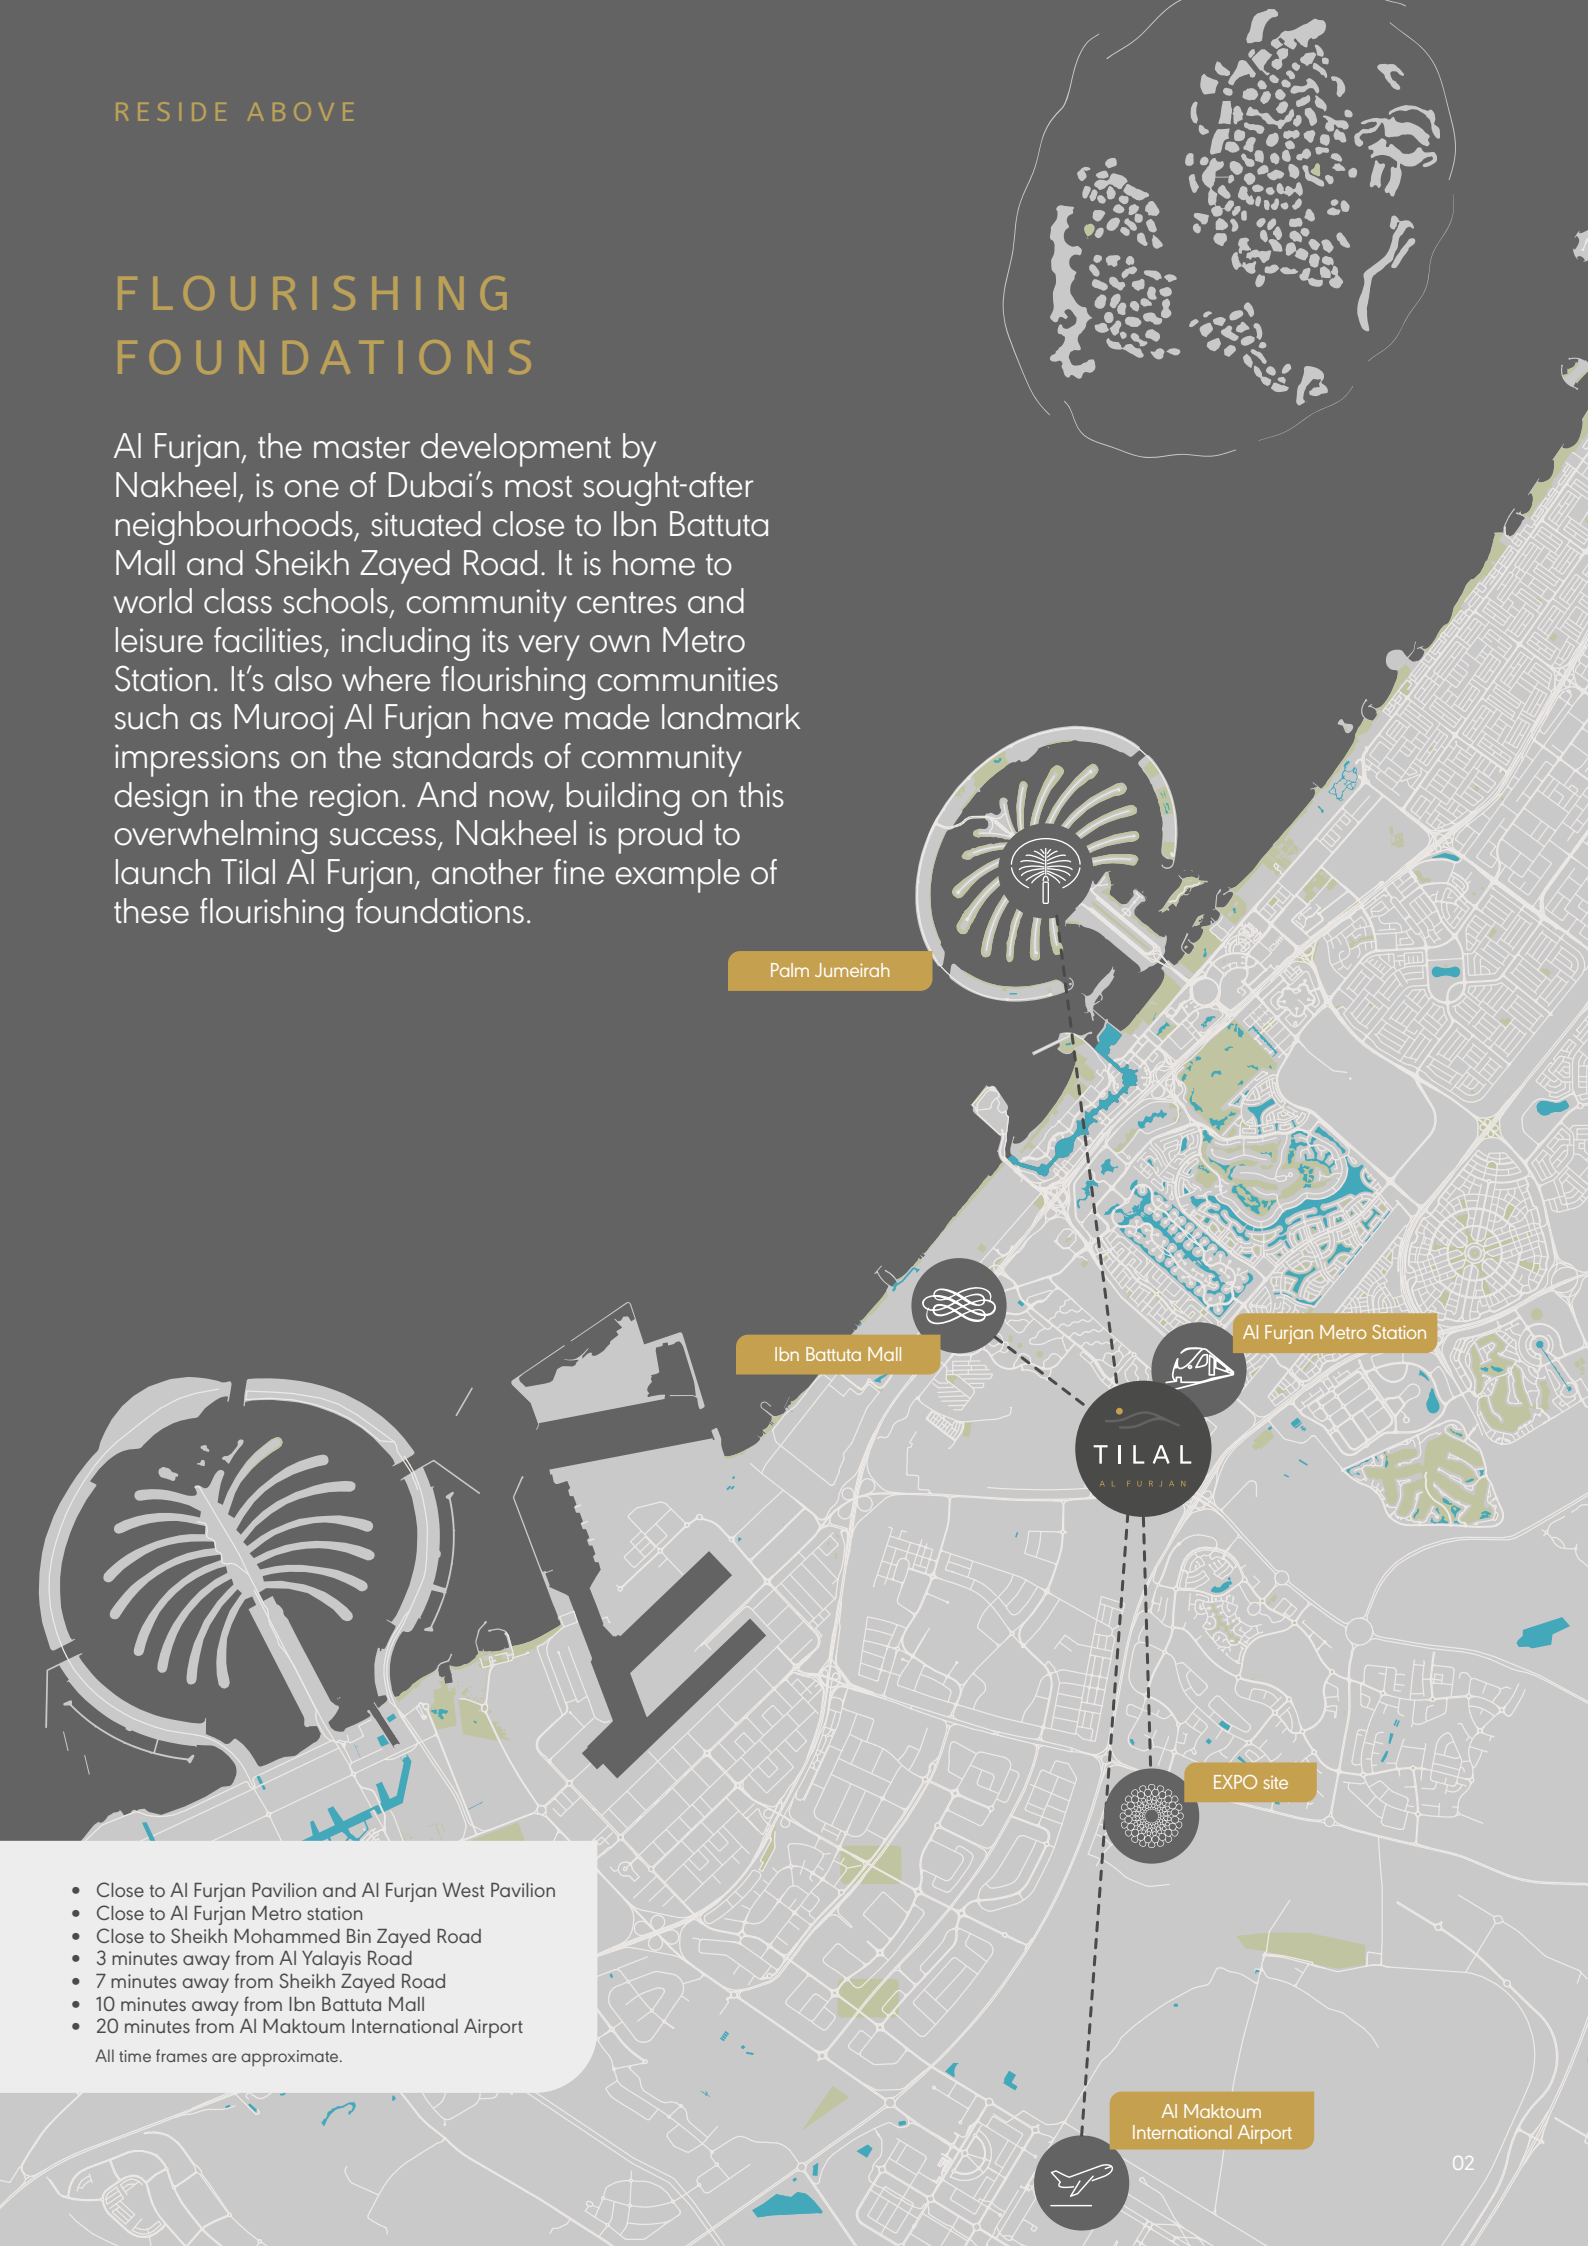 RESIDE ABOVE
FLOURISHING
FOUNDATIONS
Al Furjan, the master development by
Nakheel, is one of Dubai's most sought-after
neighbourhoods, situated close to Ibn Battuta
Mall and Sheikh Zayed Road. It is home to
world class schools, community centres and
leisure facilities, including its very own Metro
Station. It's also where flourishing communities
such as Murooj Al Furjan have made landmark
impressions on the standards of community
design in the region. And now, building on this
overwhelming success, Nakheel is proud to
launch Tilal Al Furjan, another fine example of
these flourishing foundations.
Palm Jumeirah
Al Furjan Metro Station
Ibn Battuta Mall
TILAL
AL FURJAN
EXPO site
• Close to Al Furjan Pavilion and Al Furjan West Pavilion
• Close to Al Furjan Metro station
• Close to Sheikh Mohammed Bin Zayed Road
• 3 minutes away from Al Yalayis Road
• 7 minutes away from Sheikh Zayed Road
• 10 minutes away from Ibn Battuta Mall
• 20 minutes from Al Maktoum International Airport
All time frames are approximate.
Al Maktoum
International Airport
02